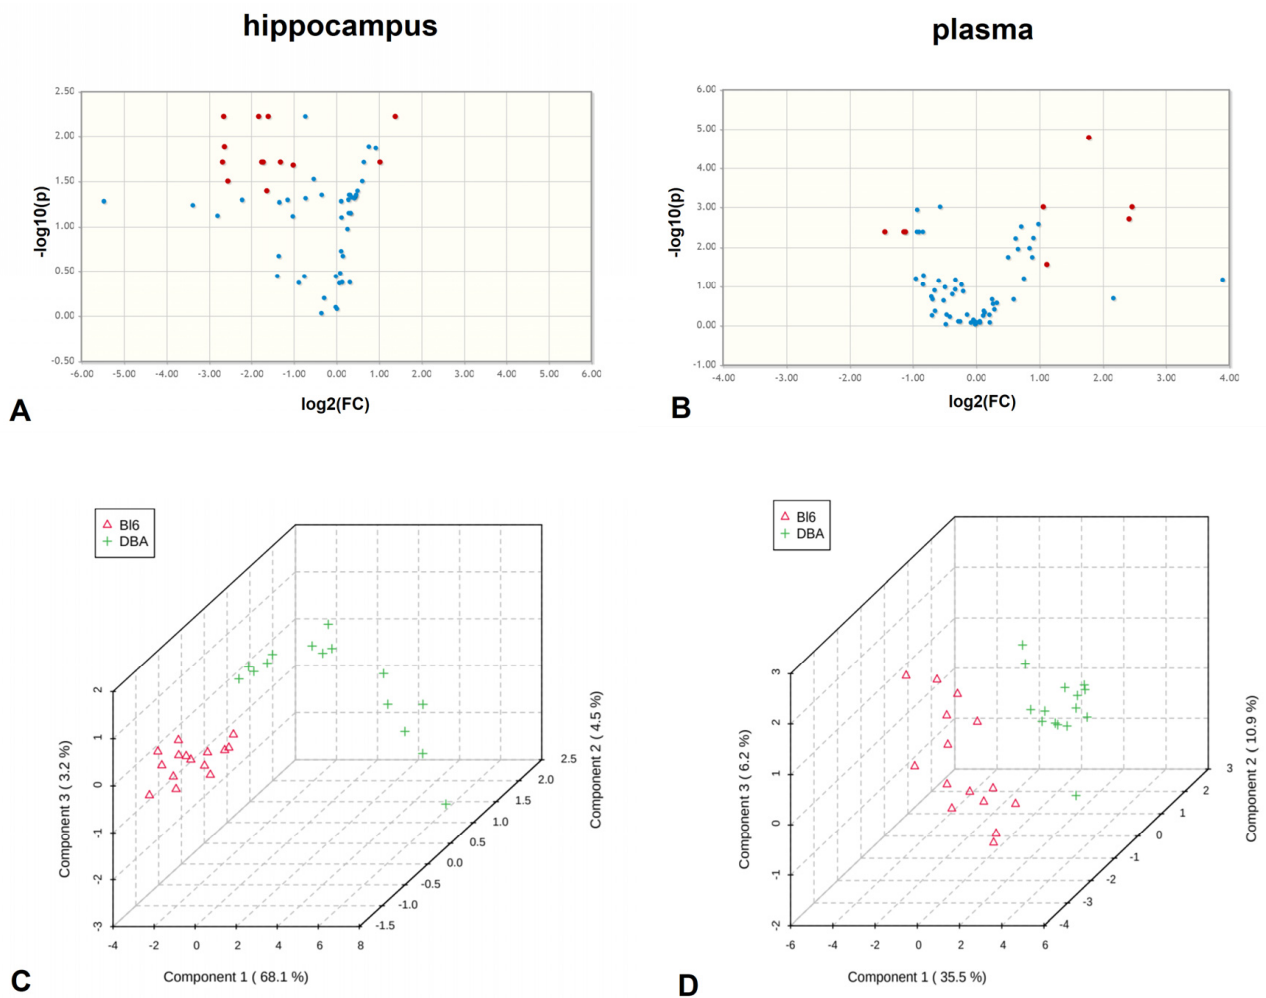 hippocampus
plasma
2.50
2.00
1.50
1.00
0.50
0.00
-0.50
-log10(p)
-6.00 -5.00 -4.00 -3.00 -2.00 -1.00 0.00 1.00 2.00 3.00 4.00 5.00 6.00
log2(FC)
A
6.00
5.00
4.00
3.00
2.00
1.00
0.00
-1.00
-log10(p)
-4.00 -3.00 -2.00 -1.00 0.00 1.00 2.00 3.00 4.00
log2(FC)
B
Bl6
DBA
2
1
0
-1
-2
-3
Component 3 ( 3.2 %)
-4 -2 0 2 4 6 8
Component 1 ( 68.1 %)
2.5
2.0
1.5
1.0
0.5
0.0
-0.5
-1.0
-1.5
Component 2 ( 4.5 %)
C
Bl6
DBA
3
2
1
0
-1
-2
Component 3 ( 6.2 %)
-6 -4 -2 0 2 4 6
Component 1 ( 35.5 %)
3
2
1
0
-1
-2
-3
-4
Component 2 ( 10.9 %)
D